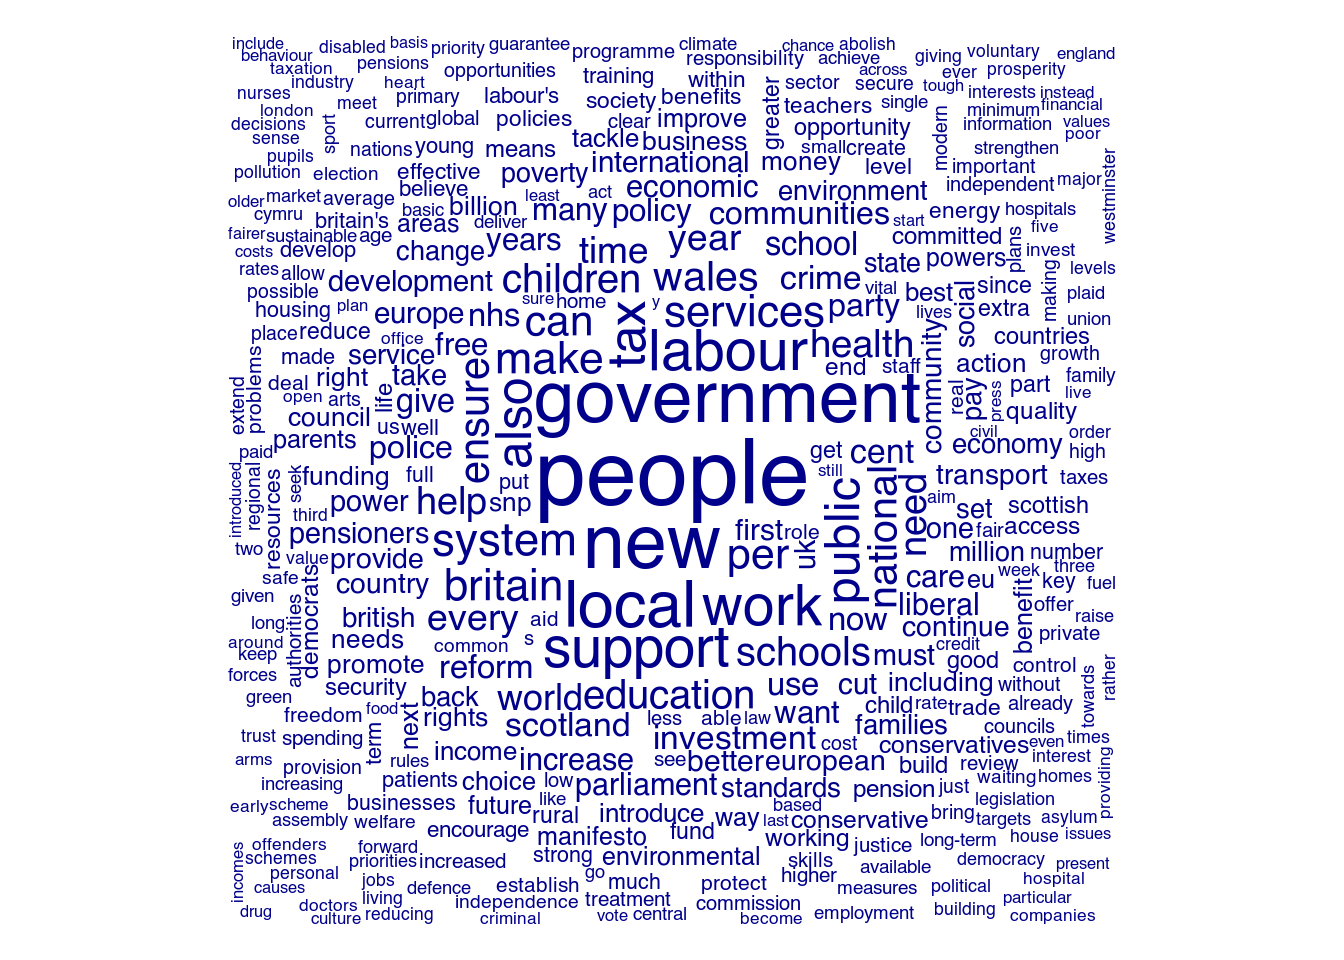 include disabled basis priority guarantee programme climate responsibility chance abolish giving voluntary england
behaviour pensions opportunities training within achieve across ever prosperity
taxation industry heart labour's society benefits greater sector secure tough interests instead
nurses london meet primary policies clear improve teachers single minimum financial
decisions sport current global tackle business opportunity modern information values
sense nations young means international money small create strengthen poor
pupils election effective poverty economic level important
pollution believe least act environment independent major westminster
older market average basic billion many policy communities start energy hospitals
cymru britain's areas deliver committed plans five
fairer sustainable age years time year school state powers invest
costs develop change children wales crime vital best since making levels
rates allow development sure home y services party lives social extra plaid
possible plan europe nhs can tax union
housing office labour health community countries
place reduce free make end staff action growth
made service take government real pay part family
deal right life give ensure also press live
extend problems open arts us well quality
council parents police civil economy order
paid get cent high
introduced regional resources seek funding full put people still transport taxes
power help snp public national need aim set scottish
third first role one fair access
two pensioners system new per uk million number
value provide care eu week three
safe country britain key fuel
given democrats local work liberal benefit offer
authorities british every aid now raise
long continue private
around needs common s support schools must credit
keep promote reform good control towards rather
forces security back world education use cut including without
green food child rate trade already
freedom next rights scotland less able law want families councils
trust spending term investment cost conservatives even times
arms rules income increase see better european build review interest providing
provision patients choice low parliament standards pension just waiting homes
increasing legislation
early scheme businesses future like introduce based bring targets asylum
assembly welfare encourage rural fund way last conservative
manifesto working justice long-term house issues
offenders forward strong environmental skills democracy
incomes schemes priorities increased go available present
personal jobs much higher hospital
causes defence establish protect measures political
doctors living independence treatment commission particular
drug culture reducing criminal vote central become employment building companies